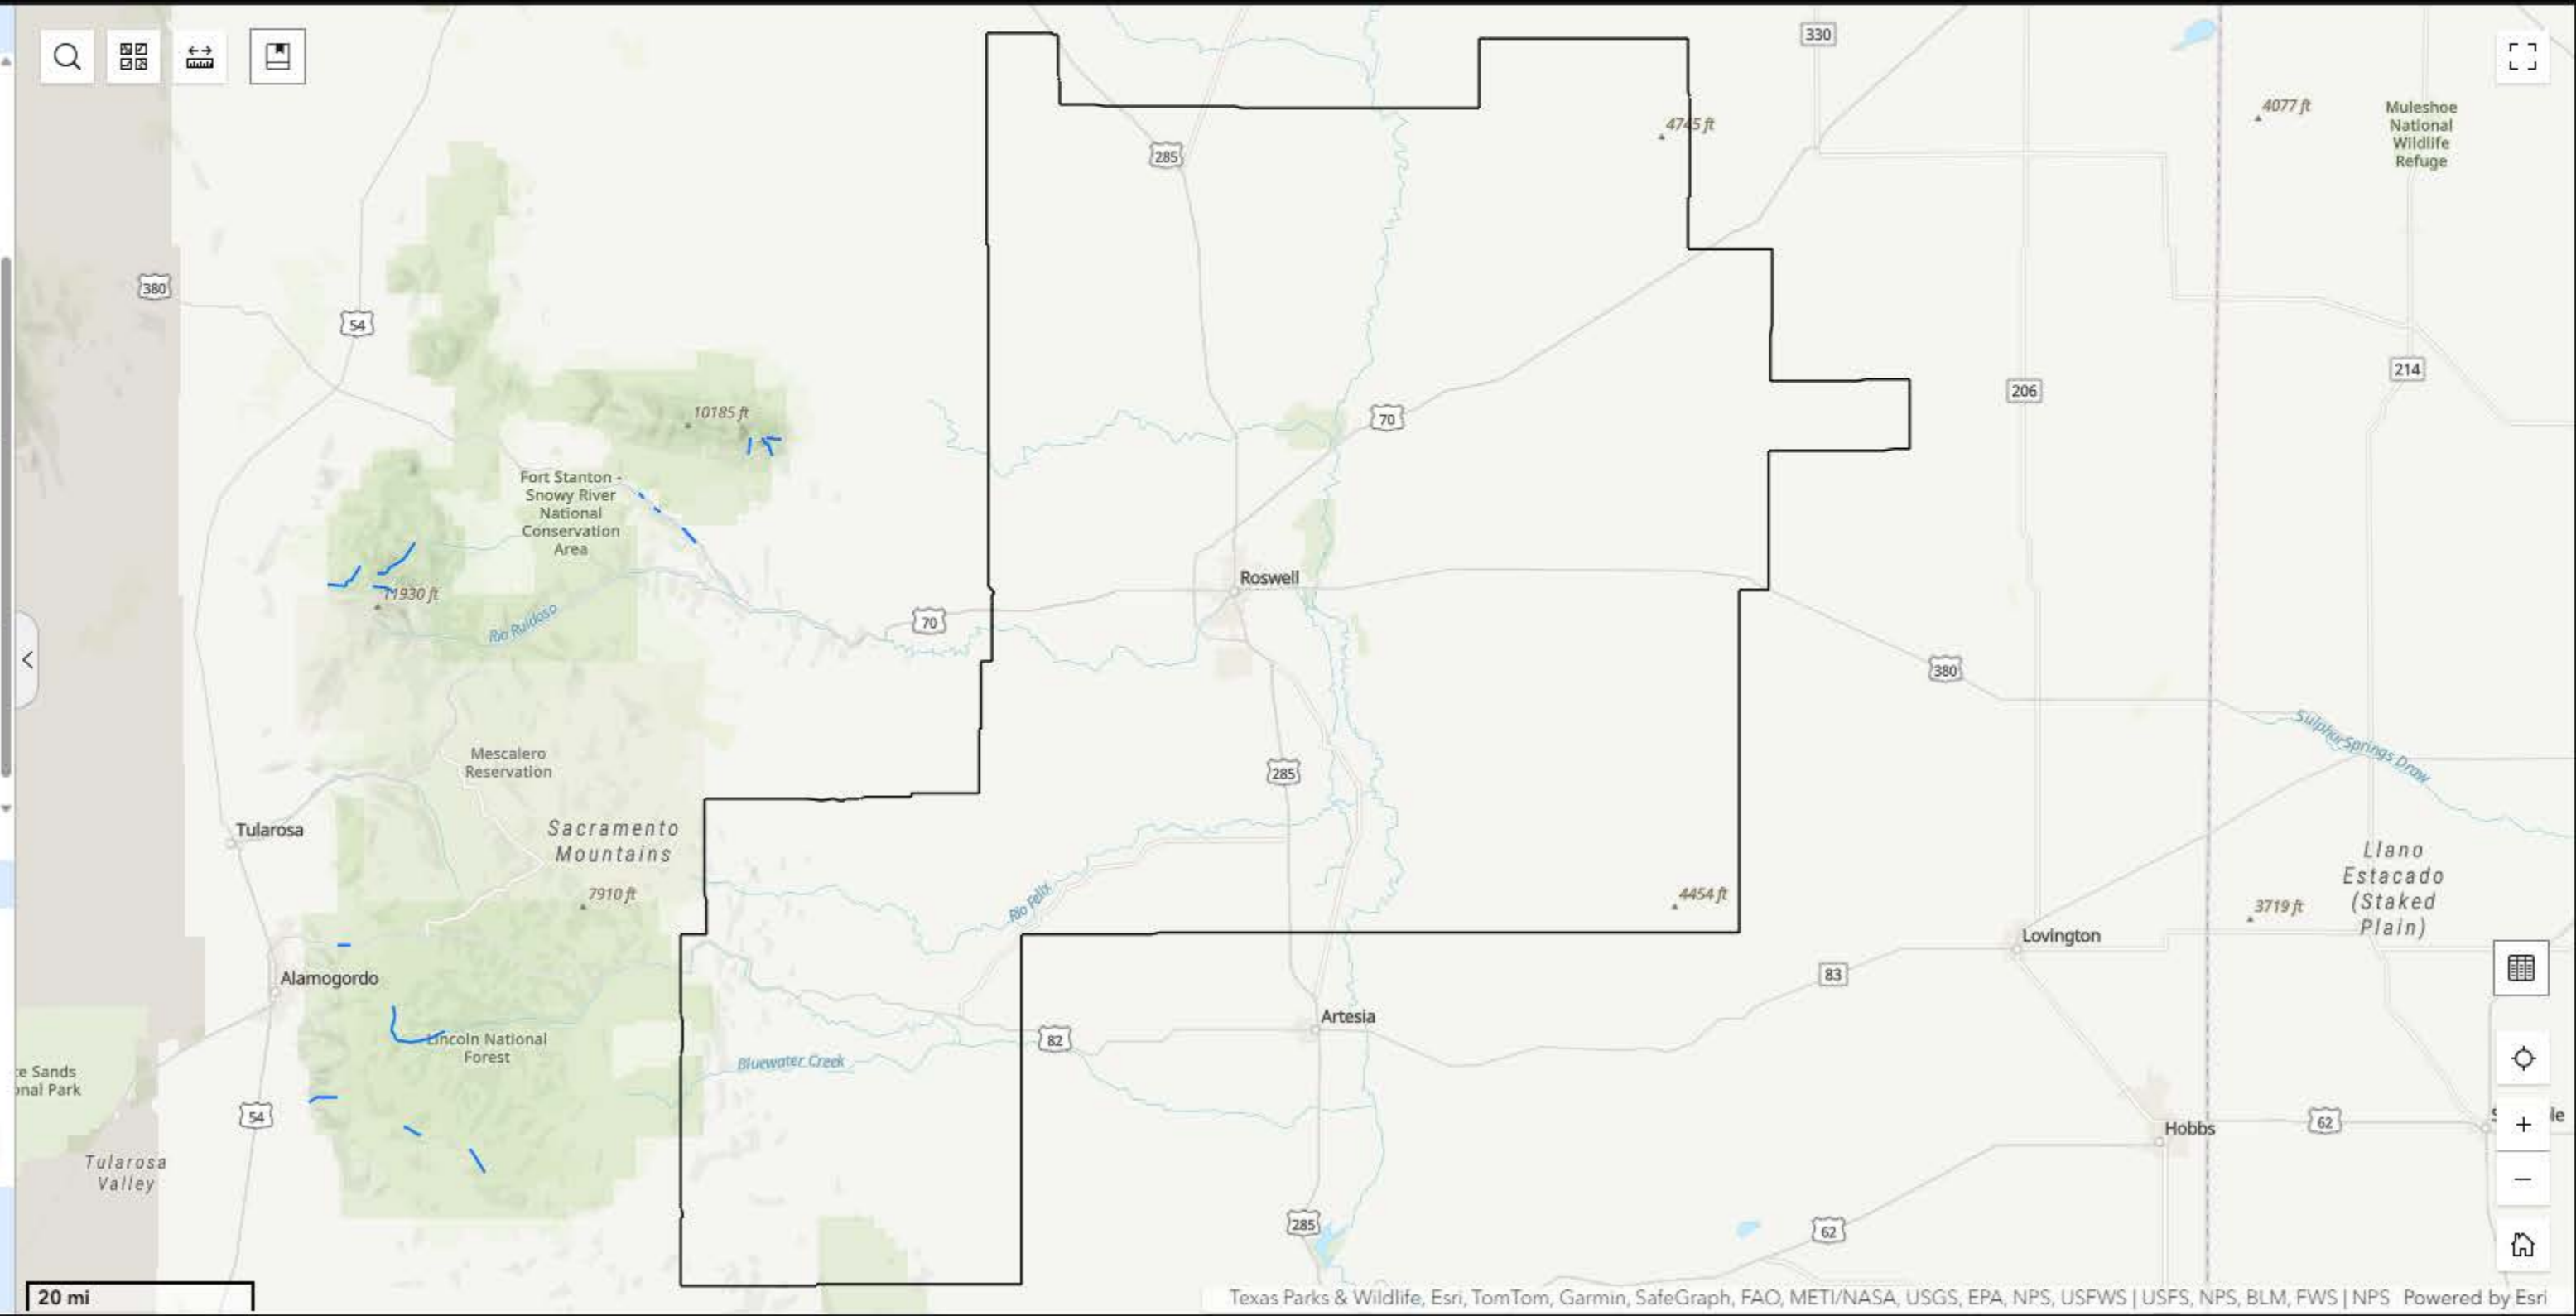 330
4077 ft
Muleshoe
National
Wildlife
Refuge
4745 ft
285
380
54
214
206
10185 ft
70
Fort Stanton -
Snowy River
National
Conservation
Area
Roswell
11930 ft
Rio Ruidoso
70
380
Sulphur Springs Draw
Mescalero
Reservation
285
Tularosa
Sacramento
Mountains
Llano
Estacado
(Staked
Plain)
7910 ft
Rio Felix
4454 ft
3719 ft
Lovington
Alamogordo
83
Artesia
Lincoln National
Forest
82
Bluewater Creek
te Sands
onal Park
54
Hobbs
62
S
le
Tularosa
Valley
285
62
20 mi
Texas Parks & Wildlife, Esri, TomTom, Garmin, SafeGraph, FAO, METI/NASA, USGS, EPA, NPS, USFWS | USFS, NPS, BLM, FWS | NPS Powered by Esri